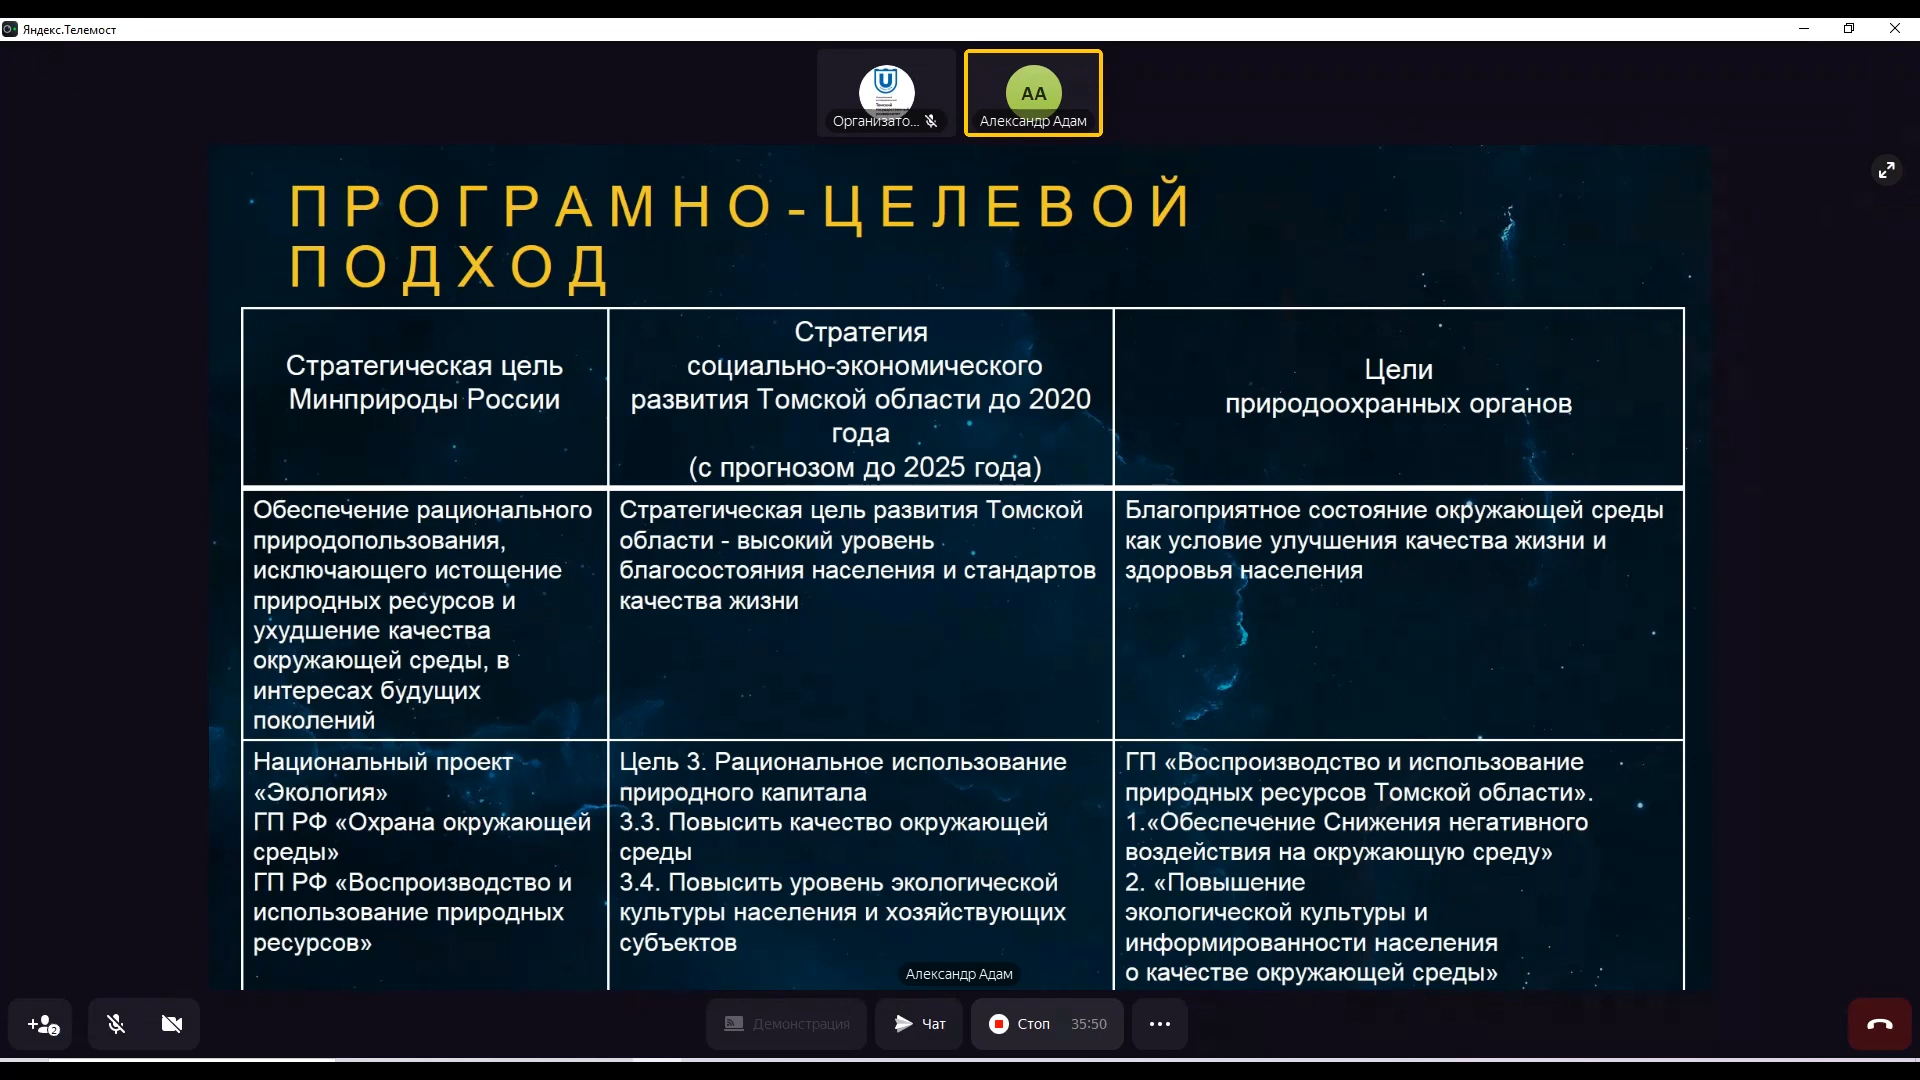 Яндекс.Телемост
Организато...
АА
Александр Адам
ПРОГРАМНО-ЦЕЛЕВОЙ
ПОДХОД
Стратегическая цель
Минприроды России
Стратегия
социально-экономического
развития Томской области до 2020
года
(с прогнозом до 2025 года)
Цели
природоохранных органов
Обеспечение рационального
природопользования,
исключающего истощение
природных ресурсов и
ухудшение качества
окружающей среды, в
интересах будущих
поколений
Стратегическая цель развития Томской
области - высокий уровень
благосостояния населения и стандартов
качества жизни
Благоприятное состояние окружающей среды
как условие улучшения качества жизни и
здоровья населения
Национальный проект
«Экология»
ГП РФ «Охрана окружающей
среды»
ГП РФ «Воспроизводство и
использование природных
ресурсов»
Цель 3. Рациональное использование
природного капитала
3.3. Повысить качество окружающей
среды
3.4. Повысить уровень экологической
культуры населения и хозяйствующих
субъектов
ГП «Воспроизводство и использование
природных ресурсов Томской области».
1.«Обеспечение Снижения негативного
воздействия на окружающую среду»
2. «Повышение
экологической культуры и
информированности населения
о качестве окружающей среды»
Александр Адам
2
Демонстрация
Чат
Стоп
35:50